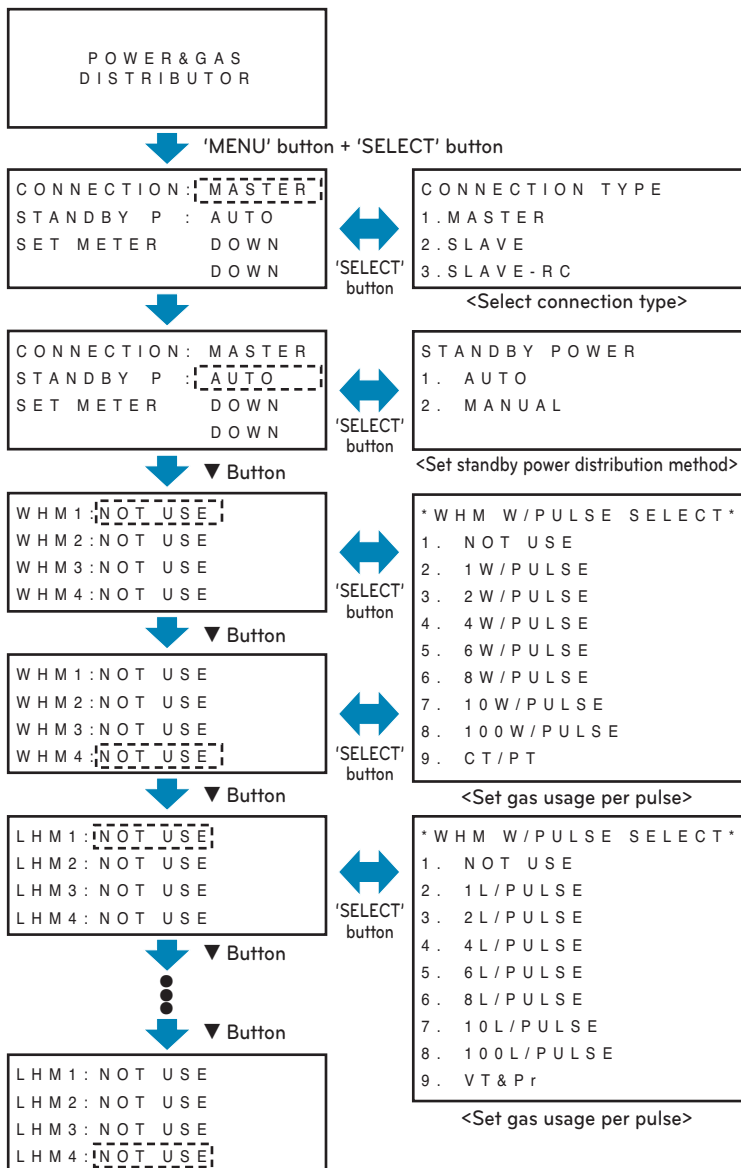 POWER&GAS
DISTRIBUTOR
'MENU' button + 'SELECT' button
CONNECTION: MASTER
STANDBY P : AUTO
SET METER DOWN
DOWN
'SELECT'
button
CONNECTION TYPE
1.MASTER
2.SLAVE
3.SLAVE-RC
<Select connection type>
CONNECTION: MASTER
STANDBY P : AUTO
SET METER DOWN
DOWN
'SELECT'
button
STANDBY POWER
1. AUTO
2. MANUAL
<Set standby power distribution method>
▼ Button
WHM1:NOT USE
WHM2:NOT USE
WHM3:NOT USE
WHM4:NOT USE
'SELECT'
button
*WHM W/PULSE SELECT*
1. NOT USE
2. 1W/PULSE
3. 2W/PULSE
4. 4W/PULSE
5. 6W/PULSE
6. 8W/PULSE
7. 10W/PULSE
8. 100W/PULSE
9. CT/PT
<Set gas usage per pulse>
▼ Button
WHM1:NOT USE
WHM2:NOT USE
WHM3:NOT USE
WHM4:NOT USE
'SELECT'
button
▼ Button
LHM1:NOT USE
LHM2:NOT USE
LHM3:NOT USE
LHM4:NOT USE
'SELECT'
button
*WHM W/PULSE SELECT*
1. NOT USE
2. 1L/PULSE
3. 2L/PULSE
4. 4L/PULSE
5. 6L/PULSE
6. 8L/PULSE
7. 10L/PULSE
8. 100L/PULSE
9. VT&Pr
<Set gas usage per pulse>
▼ Button
▼ Button
LHM1:NOT USE
LHM2:NOT USE
LHM3:NOT USE
LHM4:NOT USE